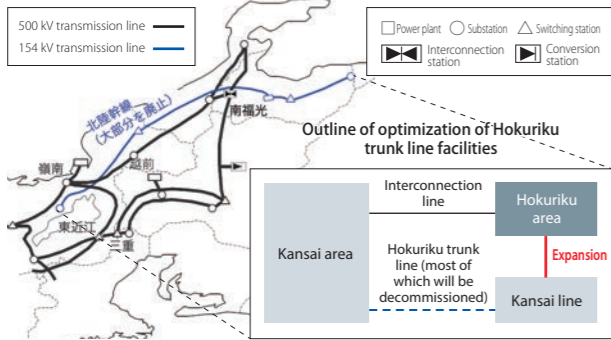 500 kV transmission line
154 kV transmission line
Power plant
Substation
Switching station
Interconnection
station
Conversion
station
北陸幹線
(大部分を廃止)
南福光
嶺南
越前
東近江
三重
Outline of optimization of Hokuriku
trunk line facilities
Kansai area
Interconnection
line
Hokuriku
area
Expansion
Hokuriku trunk
line (most of
which will be
decommissioned)
Kansai line